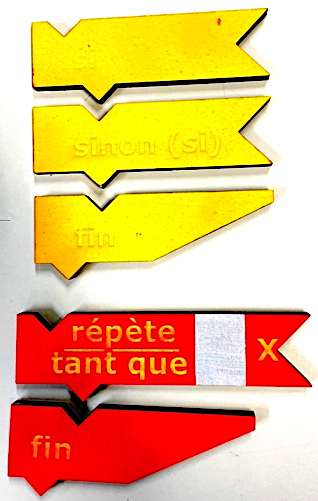 si
sinon (si)
fin
répète
tant que
x
fin